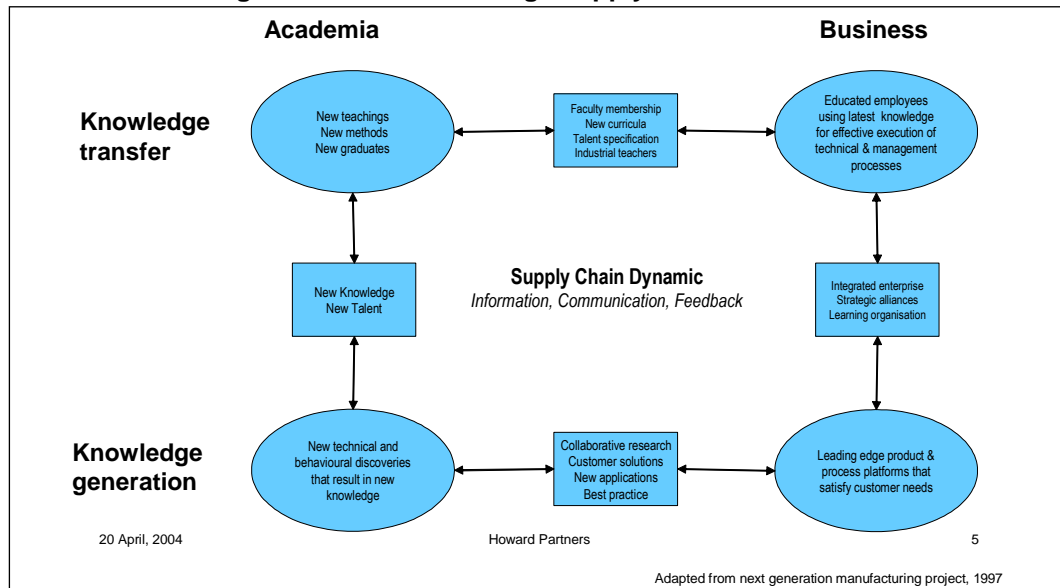 Academia
Business
Knowledge
transfer
New teachings
New methods
New graduates
Faculty membership
New curricula
Talent specification
Industrial teachers
Educated employees
using latest knowledge
for effective execution of
technical & management
processes
New Knowledge
New Talent
Supply Chain Dynamic
Information, Communication, Feedback
Integrated enterprise
Strategic alliances
Learning organisation
Knowledge
generation
New technical and
behavioural discoveries
that result in new
knowledge
Collaborative research
Customer solutions
New applications
Best practice
Leading edge product &
process platforms that
satisfy customer needs
20 April, 2004
Howard Partners
5
Adapted from next generation manufacturing project, 1997